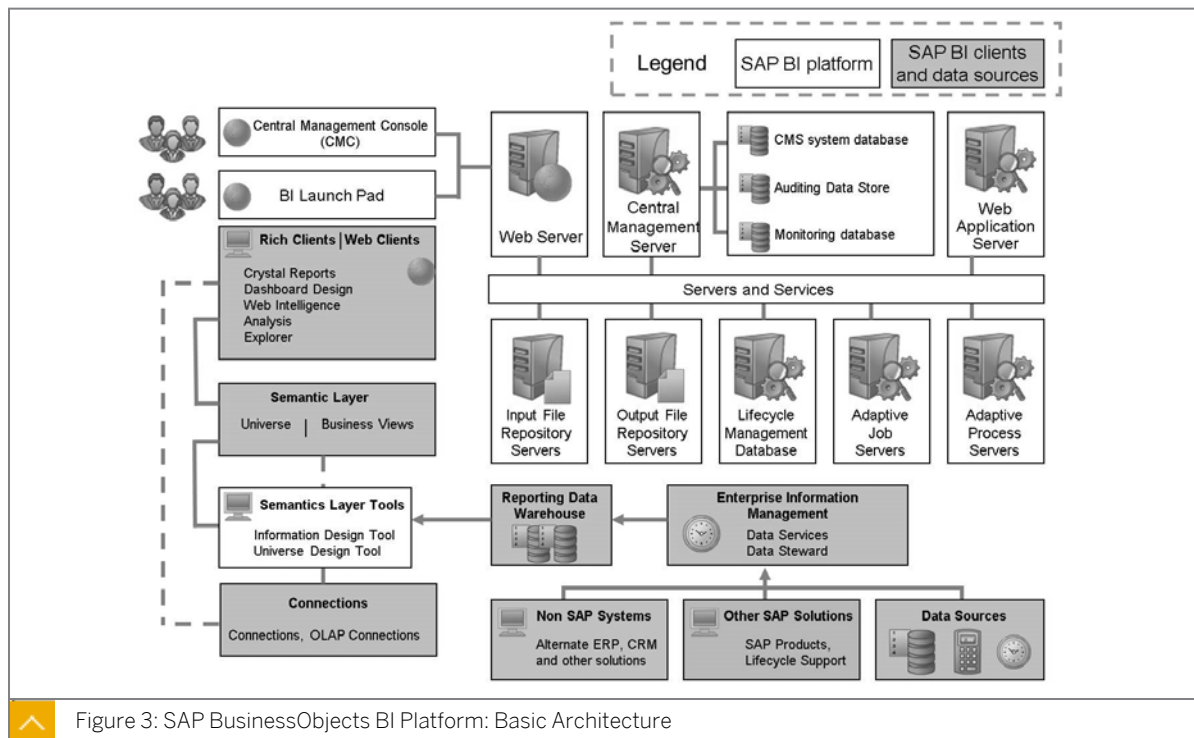 Legend
SAP BI platform
SAP BI clients
and data sources
Central Management Console
(CMC)
BI Launch Pad
Web Server
Central
Management
Server
CMS system database
Auditing Data Store
Monitoring database
Web
Application
Server
Rich Clients | Web Clients
Crystal Reports
Dashboard Design
Web Intelligence
Analysis
Explorer
Servers and Services
Input File
Repository
Servers
Output File
Repository
Servers
Lifecycle
Management
Database
Adaptive
Job
Servers
Adaptive
Process
Servers
Semantic Layer
Universe | Business Views
Semantics Layer Tools
Information Design Tool
Universe Design Tool
Reporting Data
Warehouse
Enterprise Information
Management
Data Services
Data Steward
Connections
Connections, OLAP Connections
Non SAP Systems
Alternate ERP, CRM
and other solutions
Other SAP Solutions
SAP Products,
Lifecycle Support
Data Sources
Figure 3: SAP BusinessObjects BI Platform: Basic Architecture